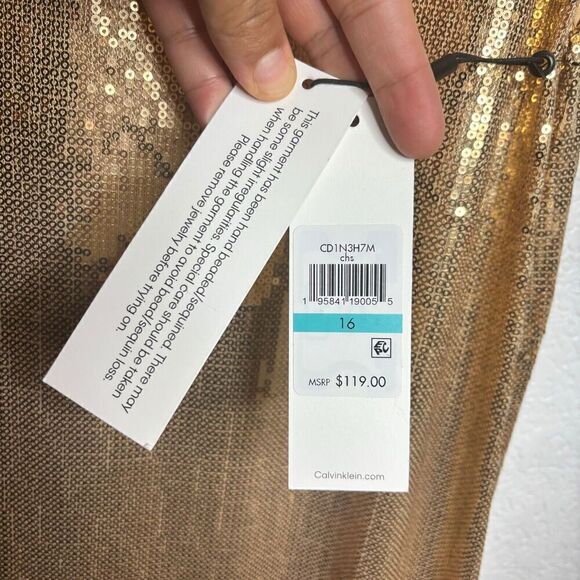 This garment has been hand beaded/sequined. There may
be some slight irregularities. Special care should be taken
when handling the garment to avoid bead/sequin loss.
Please remove jewelry before trying on.
CD1N3H7M
chs
1 95841 19005 5
16
MSRP $119.00
Calvinklein.com